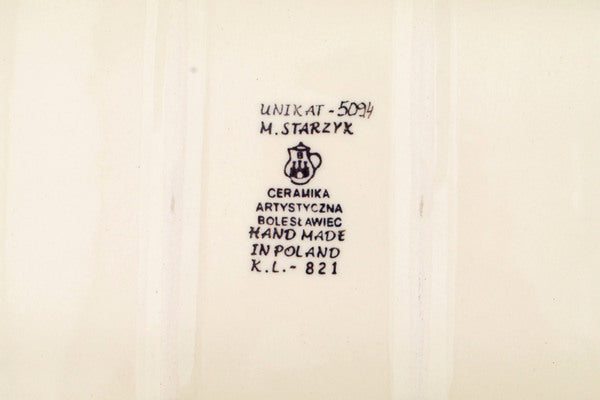 UNIKAT - 5094
M. STARZYK
B
CERAMIKA
ARTYSTYCZNA
BOLESŁAWIEC
HAND MADE
IN POLAND
K.L. - 821